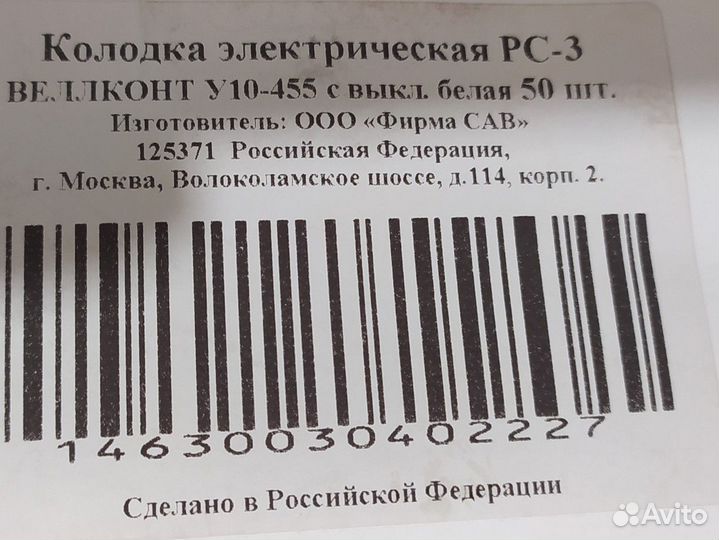 Колодка электрическая РС-3
ВЕЛЛКОНТ У10-455 с выкл. белая 50 шт.
Изготовитель: ООО «Фирма САВ»
125371 Российская Федерация,
г. Москва, Волоколамское шоссе, д.114, корп. 2.
14630030402227
Сделано в Российской Федерации
Avito